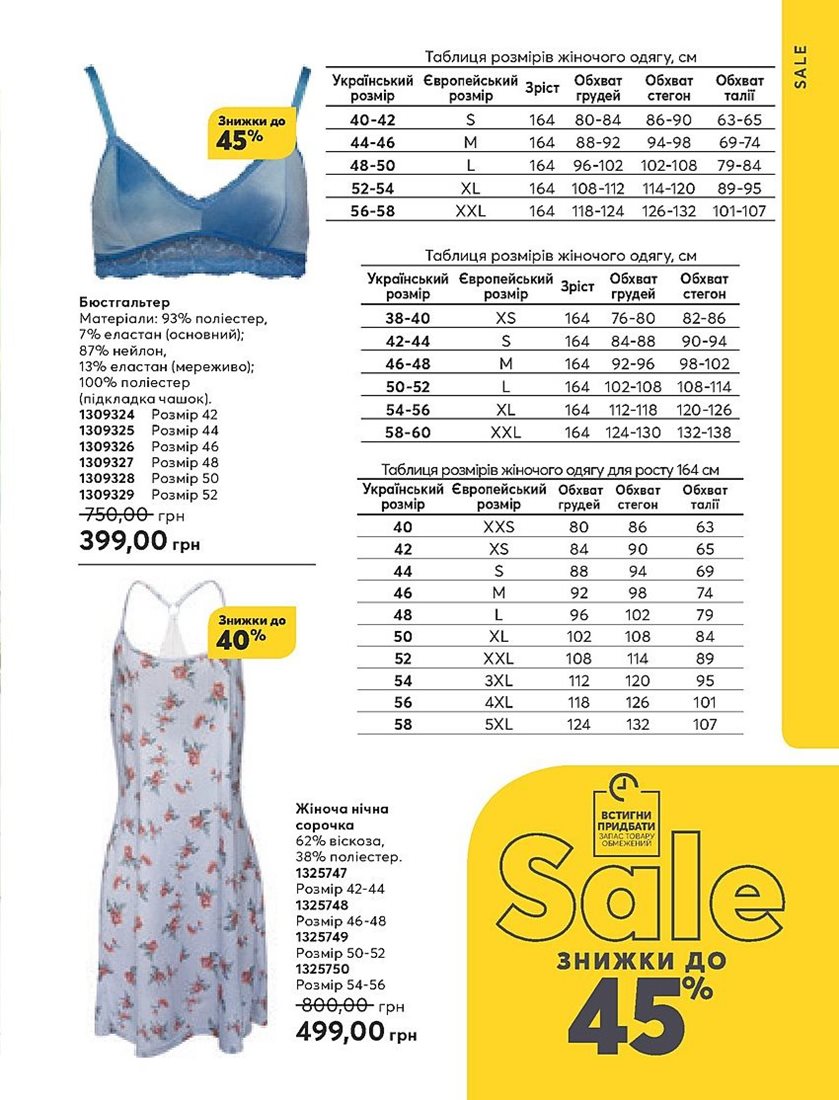 SALE
Знижки до
45%
Бюстгальтер
Матеріали: 93% поліестер,
7% еластан (основний);
87% нейлон,
13% еластан (мереживо);
100% поліестер
(підкладка чашок).
1309324 Розмір 42
1309325 Розмір 44
1309326 Розмір 46
1309327 Розмір 48
1309328 Розмір 50
1309329 Розмір 52
750,00 грн
399,00 грн
Таблиця розмірів жіночого одягу, см
Український розмір Європейський розмір Зріст Обхват грудей Обхват стегон Обхват талії
40-42 S 164 80-84 86-90 63-65
44-46 M 164 88-92 94-98 69-74
48-50 L 164 96-102 102-108 79-84
52-54 XL 164 108-112 114-120 89-95
56-58 XXL 164 118-124 126-132 101-107
Таблиця розмірів жіночого одягу, см
Український розмір Європейський розмір Зріст Обхват грудей Обхват стегон
38-40 XS 164 76-80 82-86
42-44 S 164 84-88 90-94
46-48 M 164 92-96 98-102
50-52 L 164 102-108 108-114
54-56 XL 164 112-118 120-126
58-60 XXL 164 124-130 132-138
Таблиця розмірів жіночого одягу для росту 164 см
Український розмір Європейський розмір Обхват грудей Обхват стегон Обхват талії
40 XXS 80 86 63
42 XS 84 90 65
44 S 88 94 69
46 M 92 98 74
48 L 96 102 79
50 XL 102 108 84
52 XXL 108 114 89
54 3XL 112 120 95
56 4XL 118 126 101
58 5XL 124 132 107
Знижки до
40%
Жіноча нічна
сорочка
62% віскоза,
38% поліестер.
1325747
Розмір 42-44
1325748
Розмір 46-48
1325749
Розмір 50-52
1325750
Розмір 54-56
800,00 грн
499,00 грн
ВСТИГНИ
ПРИДБАТИ
ЗАПАС ТОВАРУ
ОБМЕЖЕНИЙ
Sale
ЗНИЖКИ ДО
45%